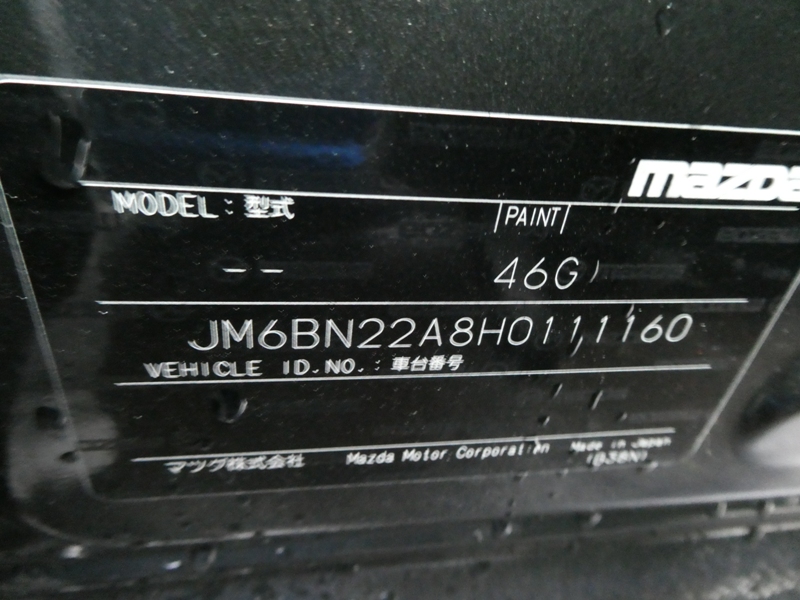 mazda
MODEL : 型式
PAINT
-- 46G
JM6BN22A8H0111160
VEHICLE ID.NO. : 車台番号
マツダ株式会社 Mazda Motor Corporation Made in Japan
(B38N)